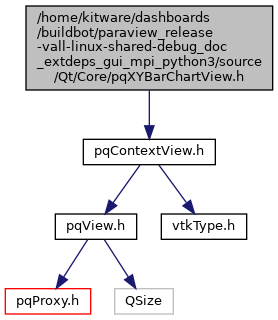 /home/kitware/dashboards
/buildbot/paraview_release
-vall-linux-shared-debug_doc
_extdeps_gui_mpi_python3/source
/Qt/Core/pqXYBarChartView.h
pqContextView.h
pqView.h
vtkType.h
pqProxy.h
QSize